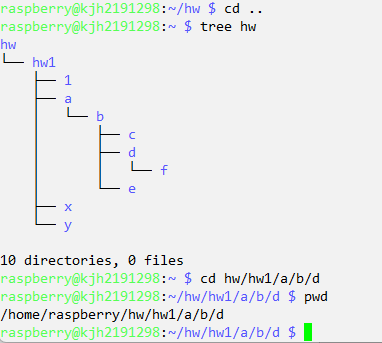 raspberry@kjh2191298:~/hw $ cd ..
raspberry@kjh2191298:~ $ tree hw
hw
└── hw1
    ├── 1
    ├── a
    │   └── b
    │       ├── c
    │       ├── d
    │       │   └── f
    │       └── e
    ├── x
    └── y
10 directories, 0 files
raspberry@kjh2191298:~ $ cd hw/hw1/a/b/d
raspberry@kjh2191298:~/hw/hw1/a/b/d $ pwd
/home/raspberry/hw/hw1/a/b/d
raspberry@kjh2191298:~/hw/hw1/a/b/d $